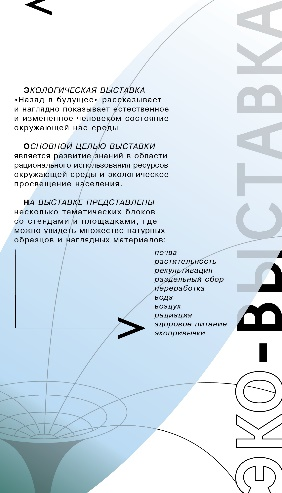 ЭКОЛОГИЧЕСКАЯ ВЫСТАВКА
«Назад в будущее» рассказывает
и наглядно показывает естественное
и измененное человеком состояние
окружающей нас среды
ОСНОВНОЙ ЦЕЛЬЮ ВЫСТАВКИ
является развитие знаний в области
рационального использования ресурсов
окружающей среды и экологическое
просвещение населения.
НА ВЫСТАВКЕ ПРЕДСТАВЛЕНЫ
несколько тематических блоков
со стендами и площадками, где
можно увидеть множество натурных
образцов и наглядных материалов:
почва
растительность
рекультивация
раздельный сбор
переработка
вода
воздух
радиация
здоровое питание
экопривычки
ЭКО-ВЫСТАВКА